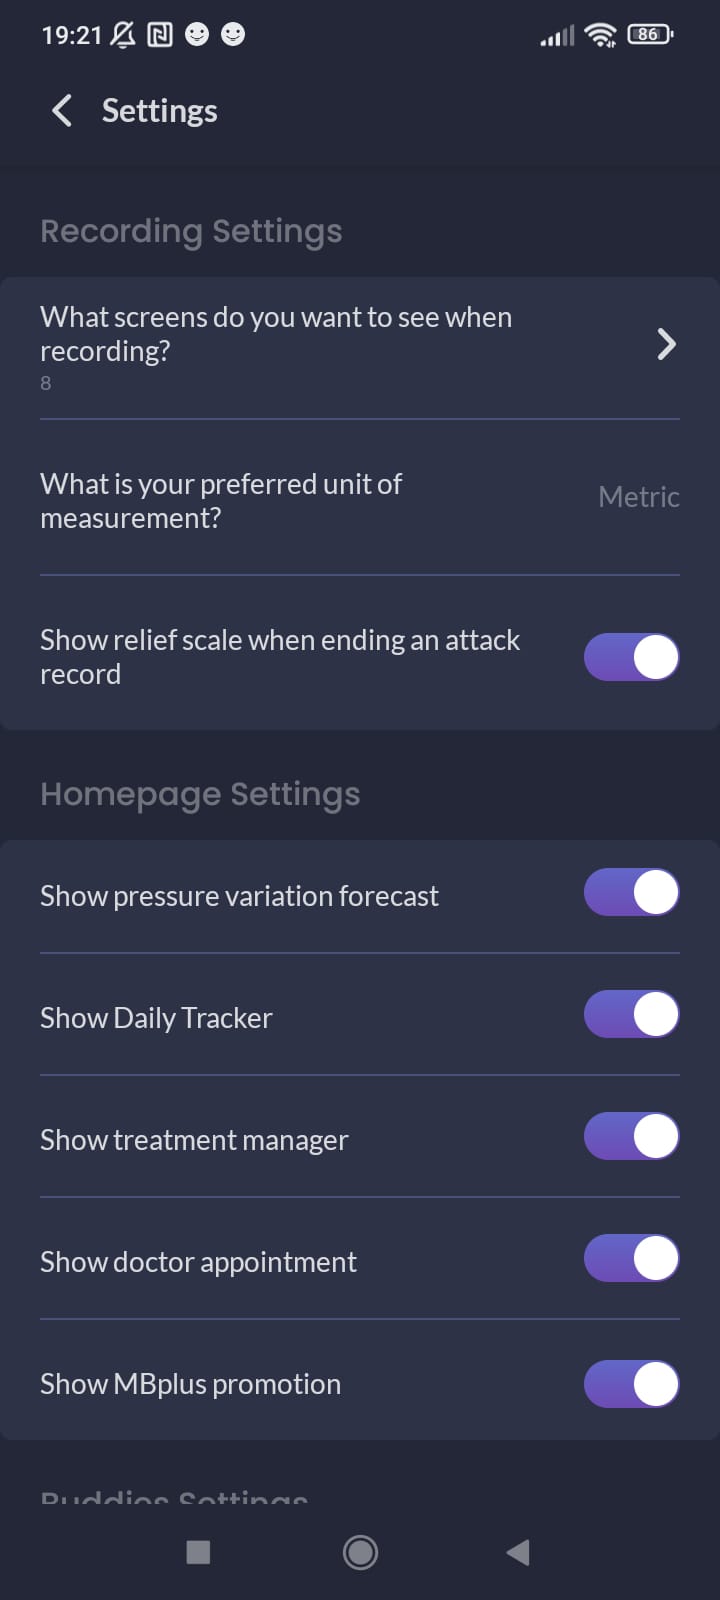 19:21
86
Settings
Recording Settings
What screens do you want to see when
recording?
8
What is your preferred unit of
measurement?
Metric
Show relief scale when ending an attack
record
Homepage Settings
Show pressure variation forecast
Show Daily Tracker
Show treatment manager
Show doctor appointment
Show MBplus promotion
Buddies Settings